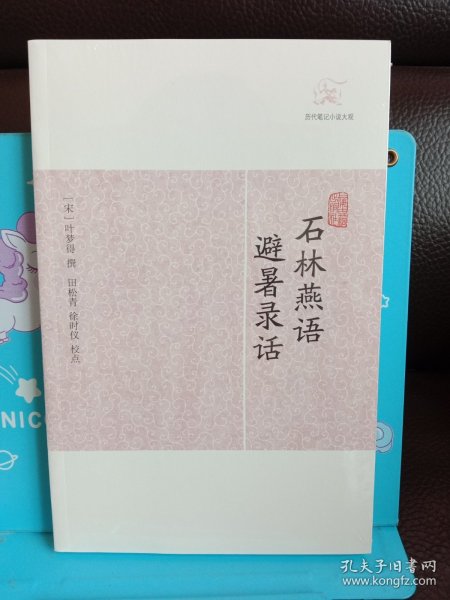 历代笔记小说大观
石林燕语
避暑录话
[宋] 叶梦得 撰 田松青 徐时仪 校点
NIC
孔夫子旧书网
www.kongfz.com